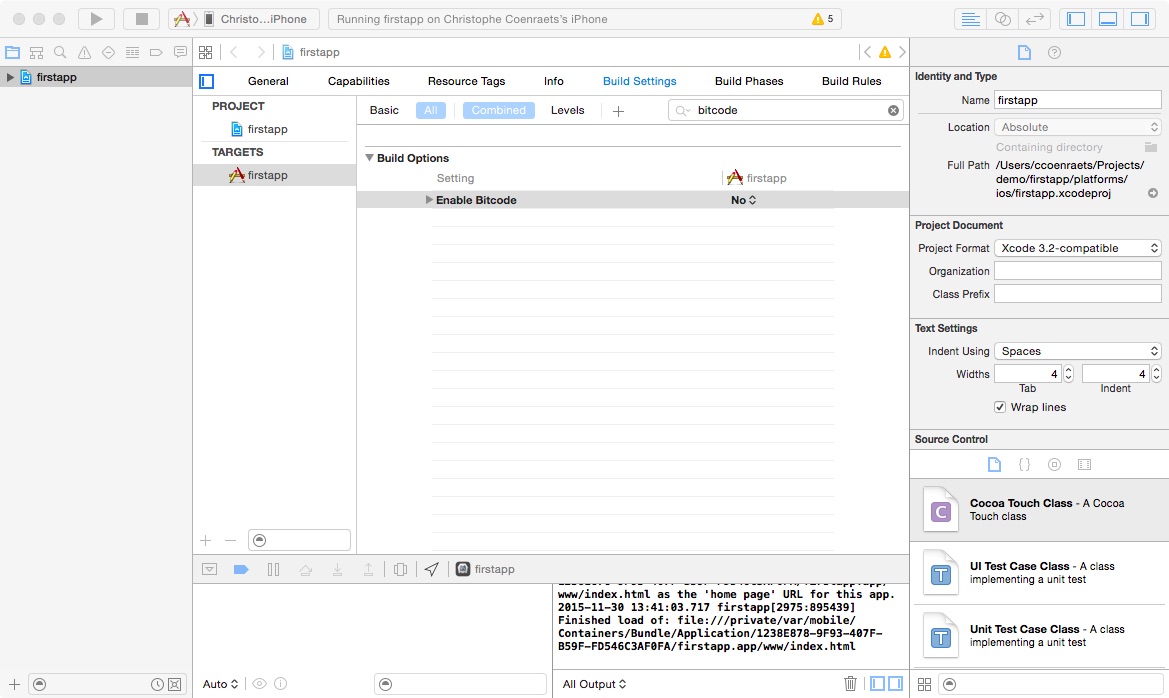 Christo...iPhone
Running firstapp on Christophe Coenraets's iPhone
5
firstapp
firstapp
General
Capabilities
Resource Tags
Info
Build Settings
Build Phases
Build Rules
PROJECT
firstapp
TARGETS
firstapp
Basic
All
Combined
Levels
bitcode
Build Options
Setting
firstapp
Enable Bitcode
No
firstapp
www/index.html as the 'home page' URL for this app.
2015-11-30 13:41:03.717 firstapp[2975:895439]
Finished load of: file:///private/var/mobile/
Containers/Bundle/Application/1238E878-9F93-407F-
B59F-FD546C3AF0FA/firstapp.app/www/index.html
Auto
All Output
Identity and Type
Name
firstapp
Location
Absolute
Containing directory
Full Path
/Users/ccoenraets/Projects/
demo/firstapp/platforms/
ios/firstapp.xcodeproj
Project Document
Project Format
Xcode 3.2-compatible
Organization
Class Prefix
Text Settings
Indent Using
Spaces
Widths
4
4
Tab
Indent
Wrap lines
Source Control
C
Cocoa Touch Class - A Cocoa
Touch class
T
UI Test Case Class - A class
implementing a unit test
T
Unit Test Case Class - A class
implementing a unit test